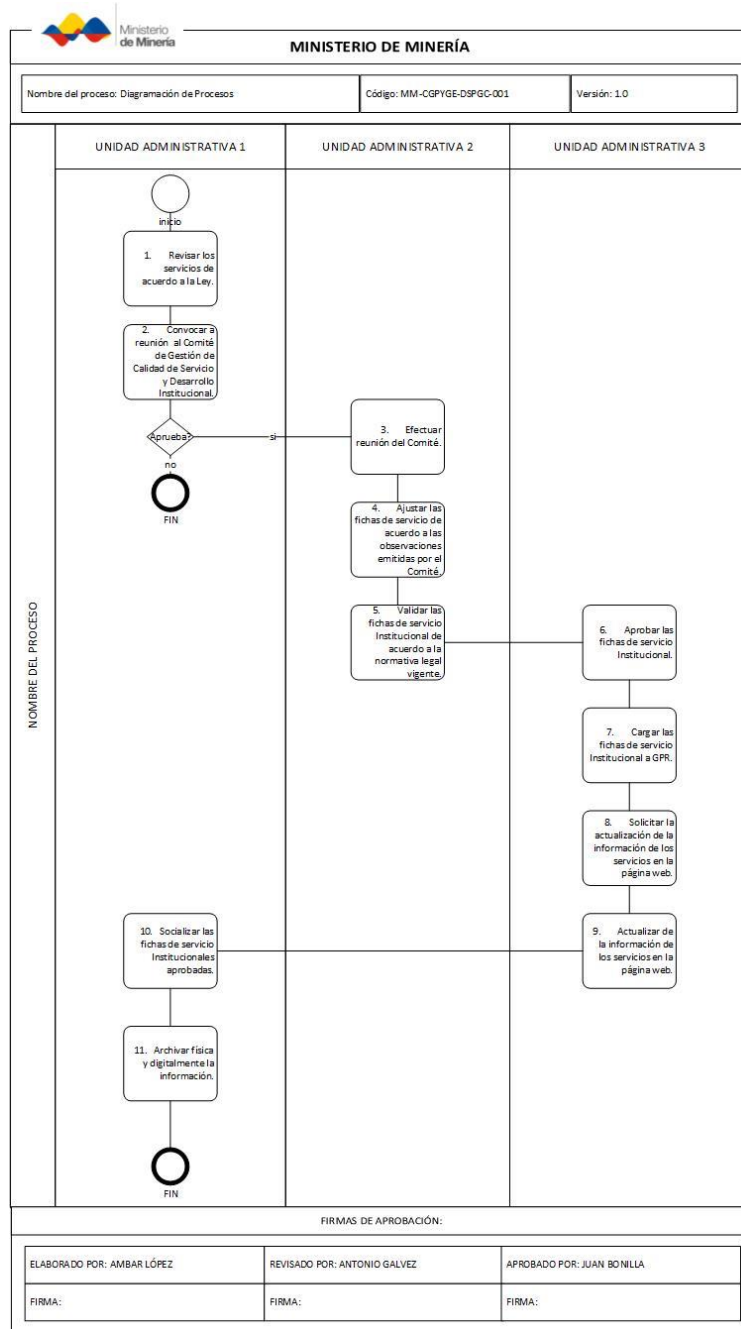 Ministerio
de Minería
MINISTERIO DE MINERÍA
Nombre del proceso: Diagramación de Procesos
Código: MM-CGPYGE-DSPGC-001
Versión: 1.0
NOMBRE DEL PROCESO
UNIDAD ADMINISTRATIVA 1
UNIDAD ADMINISTRATIVA 2
UNIDAD ADMINISTRATIVA 3
inicio
1. Revisar los
servicios de
acuerdo a la Ley.
2. Convocar a
reunión al Comité
de Gestión de
Calidad de Servicio
y Desarrollo
Institucional.
Aprueba?
si
no
FIN
3. Efectuar
reunión del Comité.
4. Ajustar las
fichas de servicio de
acuerdo a las
observaciones
emitidas por el
Comité.
5. Validar las
fichas de servicio
Institucional de
acuerdo a la
normativa legal
vigente.
6. Aprobar las
fichas de servicio
Institucional.
7. Cargar las
fichas de servicio
Institucional a GPR.
8. Solicitar la
actualización de la
información de los
servicios en la
página web.
9. Actualizar de
la información de
los servicios en la
página web.
10. Socializar las
fichas de servicio
Institucionales
aprobadas.
11. Archivar física
y digitalmente la
información.
FIN
FIRMAS DE APROBACIÓN:
ELABORADO POR: AMBAR LÓPEZ
REVISADO POR: ANTONIO GALVEZ
APROBADO POR: JUAN BONILLA
FIRMA:
FIRMA:
FIRMA: